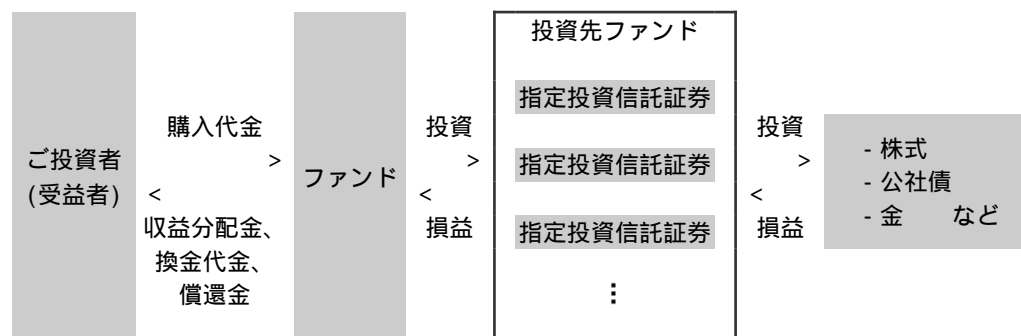 ご投資者
(受益者)
購入代金
>
<
収益分配金、
換金代金、
償還金
ファンド
投資
>
<
損益
投資先ファンド
指定投資信託証券
指定投資信託証券
指定投資信託証券
⋮
投資
>
<
損益
- 株式
- 公社債
- 金　　など